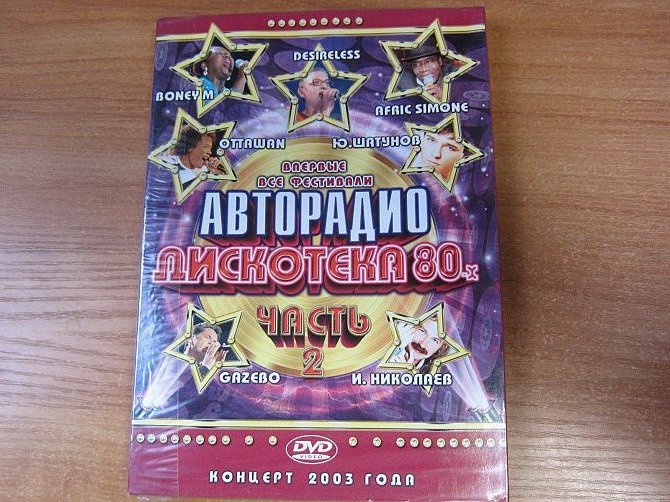 DESIRELESS
BONEY M
AFRIC SIMONE
OTTAWAN
Ю.ШАТУНОВ
ВПЕРВЫЕ
ВСЕ ФЕСТИВАЛИ
АВТОРАДИО
ДИСКОТЕКА 80-х
ЧАСТЬ
2
GAZEBO
И. НИКОЛАЕВ
DVD
VIDEO
КОНЦЕРТ 2003 ГОДА